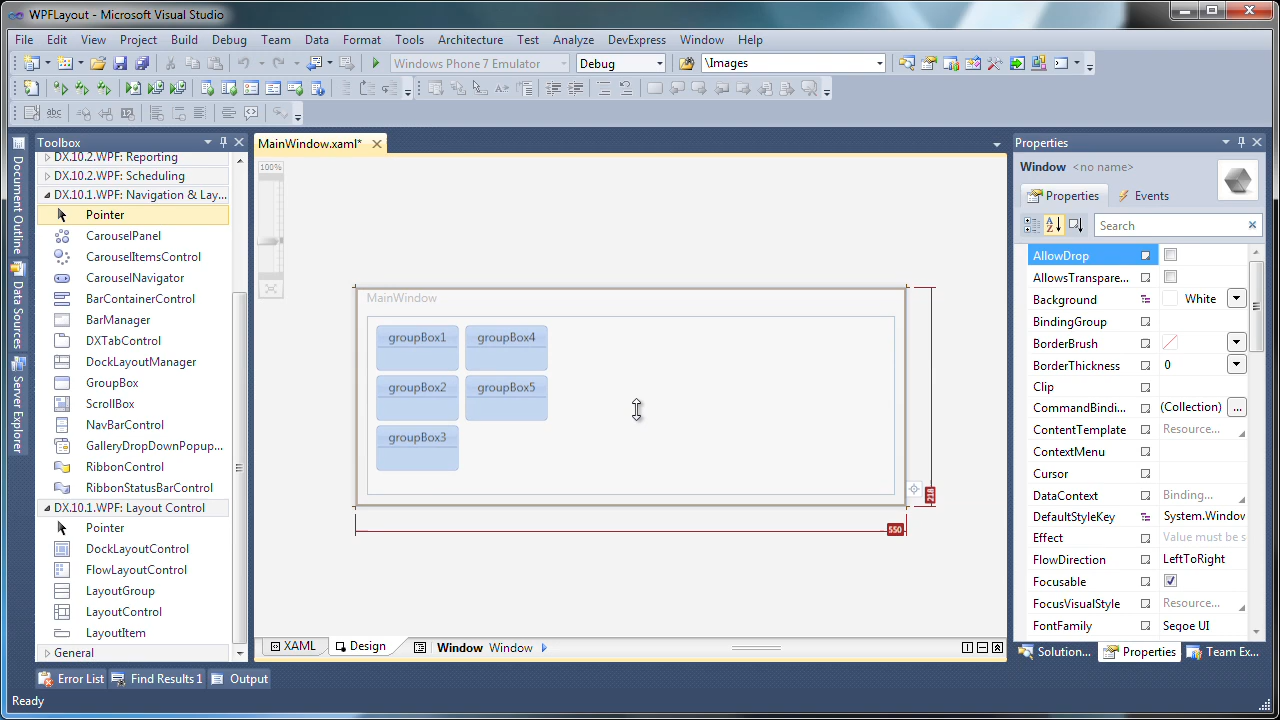 WPFLayout - Microsoft Visual Studio
File Edit View Project Build Debug Team Data Format Tools Architecture Test Analyze DevExpress Window Help
Windows Phone 7 Emulator Debug \Images
Toolbox
DX.10.2.WPF: Reporting
DX.10.2.WPF: Scheduling
DX.10.1.WPF: Navigation & Lay...
Pointer
CarouselPanel
CarouselItemsControl
CarouselNavigator
BarContainerControl
BarManager
DXTabControl
DockLayoutManager
GroupBox
ScrollBox
NavBarControl
GalleryDropDownPopup...
RibbonControl
RibbonStatusBarControl
DX.10.1.WPF: Layout Control
Pointer
DockLayoutControl
FlowLayoutControl
LayoutGroup
LayoutControl
LayoutItem
General
Document Outline
Data Sources
Server Explorer
MainWindow.xaml*
100%
MainWindow
groupBox1 groupBox4
groupBox2 groupBox5
groupBox3
550
XAML Design Window Window
Properties
Window <no name>
Properties Events
Search
AllowDrop
AllowsTranspare...
Background White
BindingGroup
BorderBrush
BorderThickness 0
Clip
CommandBindi... (Collection) ...
ContentTemplate Resource...
ContextMenu
Cursor
DataContext Binding...
DefaultStyleKey System.Window
Effect Value must be s
FlowDirection LeftToRight
Focusable
FocusVisualStyle Resource...
FontFamily Segoe UI
Solution... Properties Team Ex...
Error List Find Results 1 Output
Ready